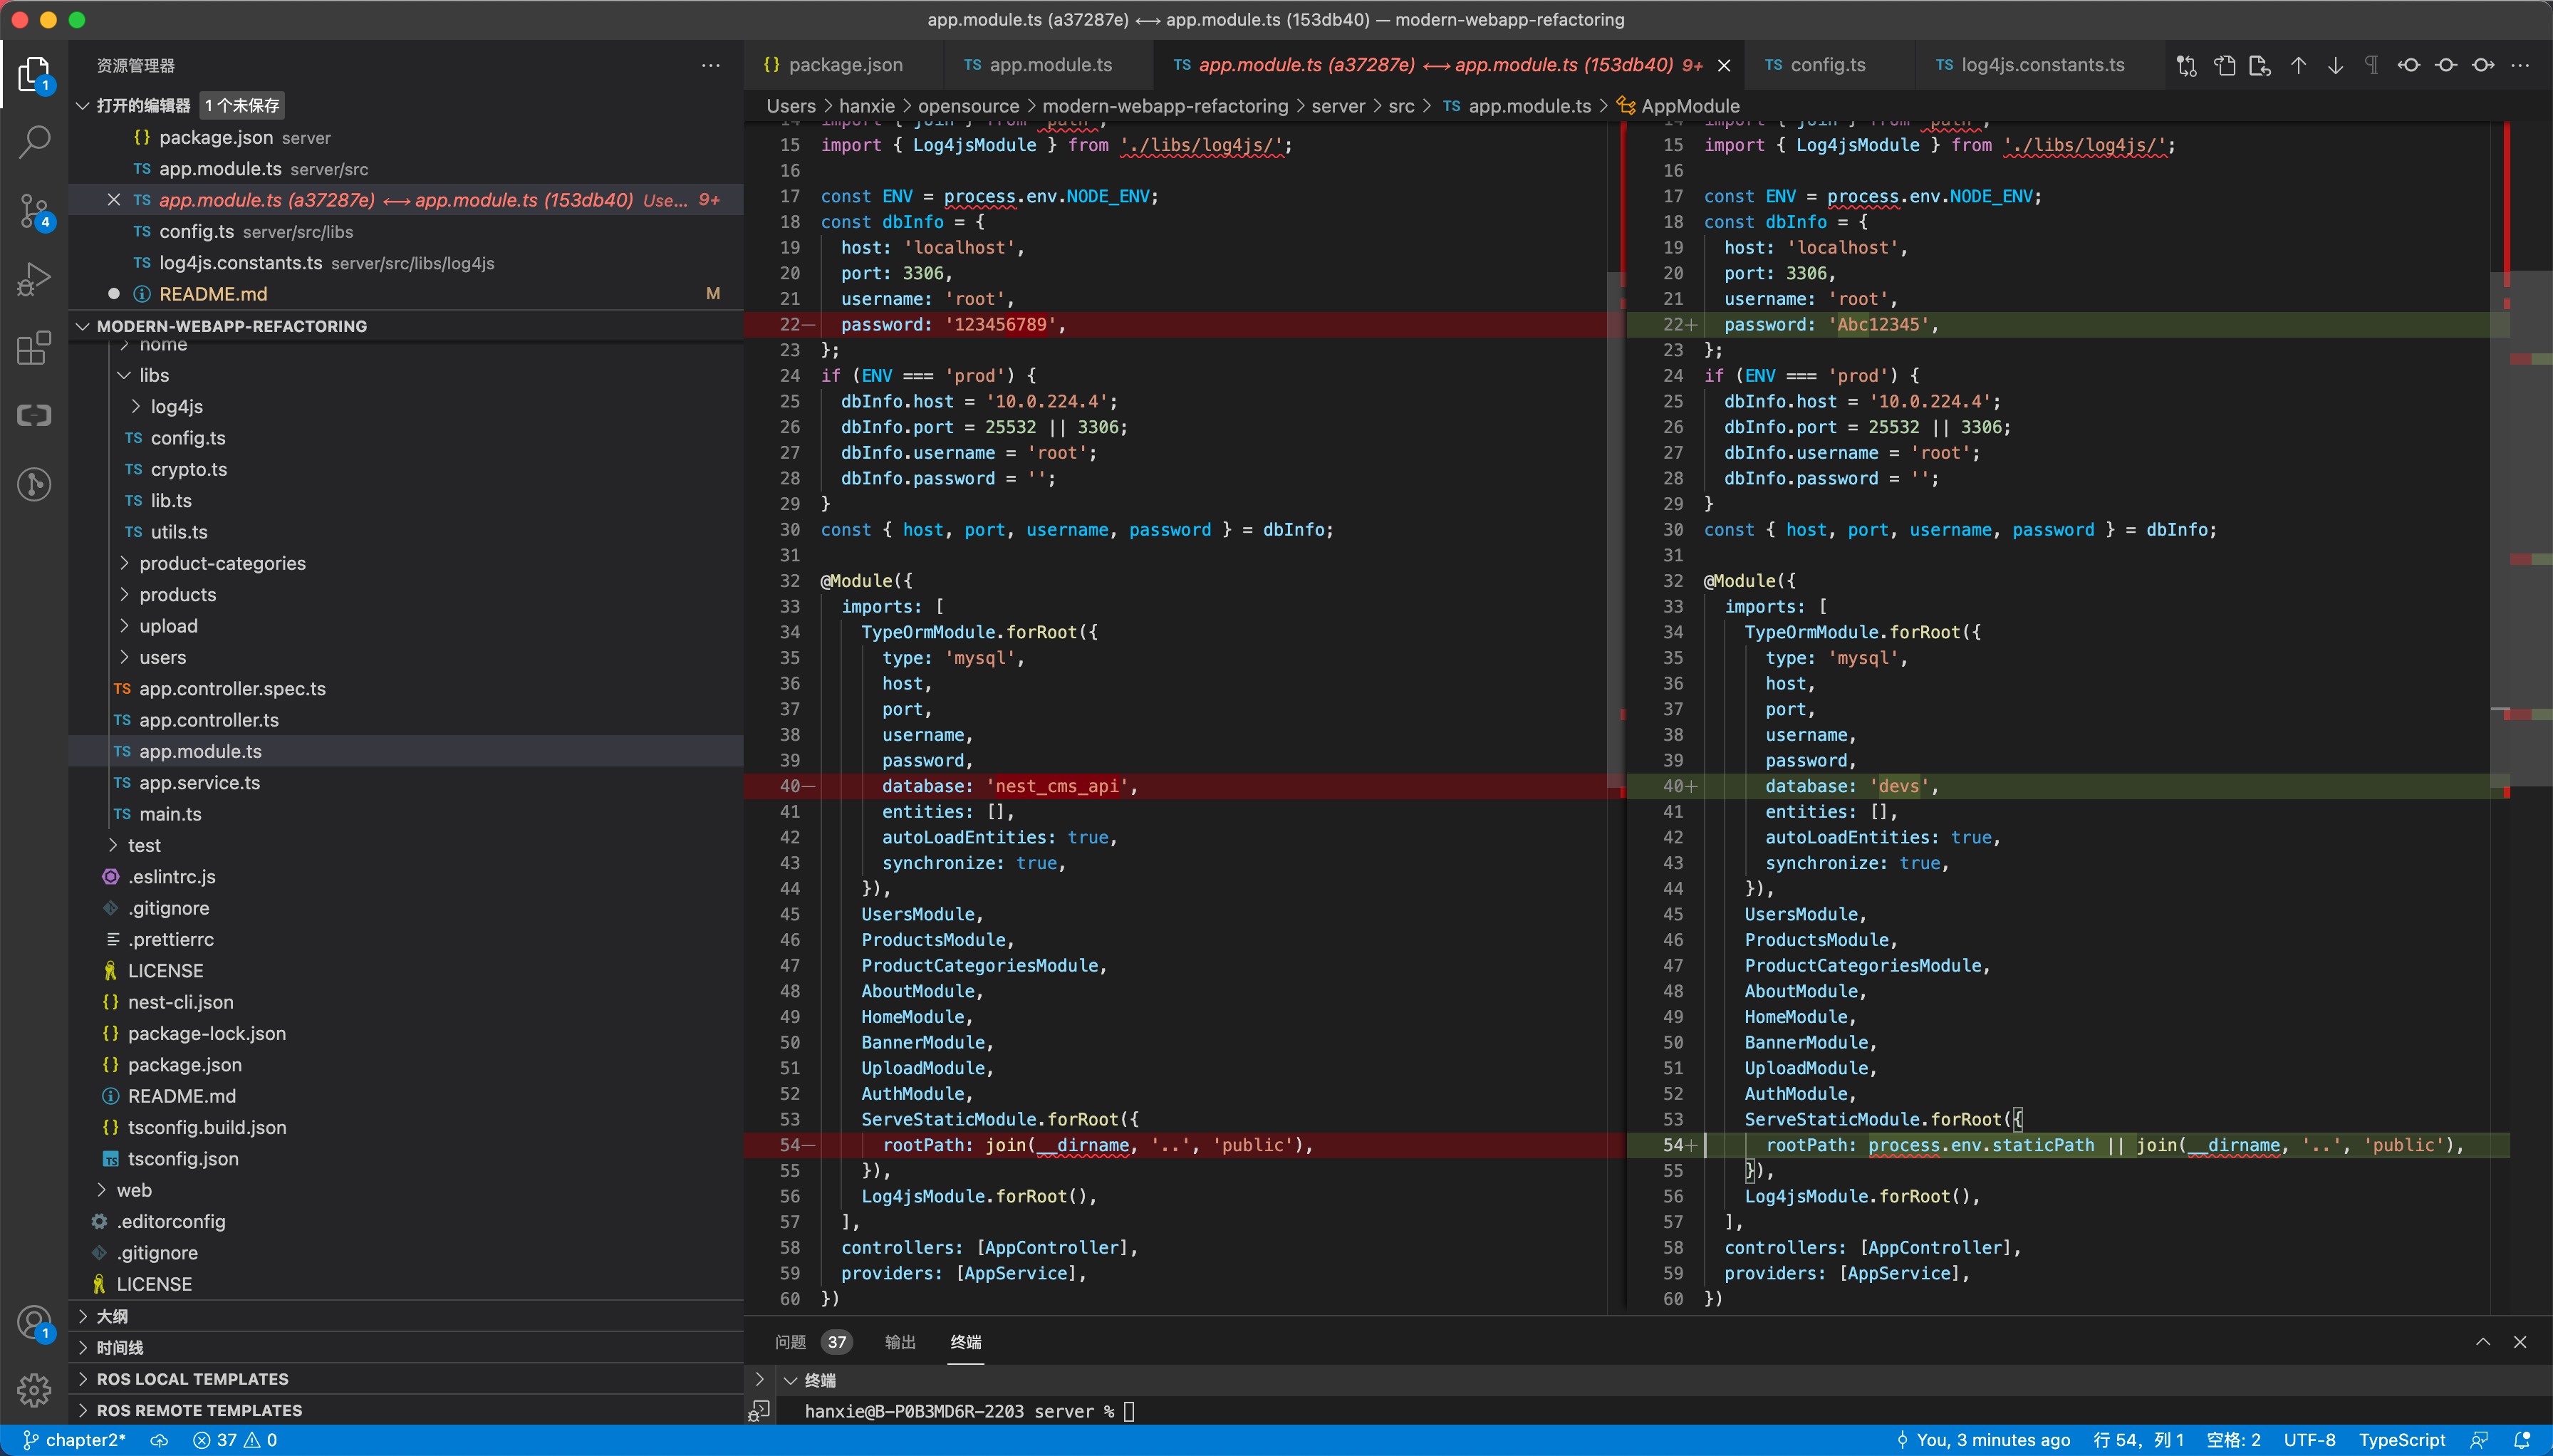 app.module.ts (a37287e) ⟷ app.module.ts (153db40) — modern-webapp-refactoring
资源管理器
打开的编辑器 1 个未保存
package.json server
app.module.ts server/src
app.module.ts (a37287e) ⟷ app.module.ts (153db40) Use... 9+
config.ts server/src/libs
log4js.constants.ts server/src/libs/log4js
README.md M
MODERN-WEBAPP-REFACTORING
home
libs
log4js
TS config.ts
TS crypto.ts
TS lib.ts
TS utils.ts
product-categories
products
upload
users
TS app.controller.spec.ts
TS app.controller.ts
TS app.module.ts
TS app.service.ts
TS main.ts
test
.eslintrc.js
.gitignore
.prettierrc
LICENSE
{} nest-cli.json
{} package-lock.json
{} package.json
README.md
{} tsconfig.build.json
TS tsconfig.json
web
.editorconfig
.gitignore
LICENSE
大纲
时间线
ROS LOCAL TEMPLATES
ROS REMOTE TEMPLATES
{} package.json TS app.module.ts TS app.module.ts (a37287e) ⟷ app.module.ts (153db40) 9+ TS config.ts TS log4js.constants.ts
Users > hanxie > opensource > modern-webapp-refactoring > server > src > TS app.module.ts > AppModule
14 import { join } from 'path';
15 import { Log4jsModule } from './libs/log4js/';
16
17 const ENV = process.env.NODE_ENV;
18 const dbInfo = {
19 host: 'localhost',
20 port: 3306,
21 username: 'root',
22— password: '123456789',
23 };
24 if (ENV === 'prod') {
25 dbInfo.host = '10.0.224.4';
26 dbInfo.port = 25532 || 3306;
27 dbInfo.username = 'root';
28 dbInfo.password = '';
29 }
30 const { host, port, username, password } = dbInfo;
31
32 @Module({
33 imports: [
34 TypeOrmModule.forRoot({
35 type: 'mysql',
36 host,
37 port,
38 username,
39 password,
40— database: 'nest_cms_api',
41 entities: [],
42 autoLoadEntities: true,
43 synchronize: true,
44 }),
45 UsersModule,
46 ProductsModule,
47 ProductCategoriesModule,
48 AboutModule,
49 HomeModule,
50 BannerModule,
51 UploadModule,
52 AuthModule,
53 ServeStaticModule.forRoot({
54— rootPath: join(__dirname, '..', 'public'),
55 }),
56 Log4jsModule.forRoot(),
57 ],
58 controllers: [AppController],
59 providers: [AppService],
60 })
14 import { join } from 'path';
15 import { Log4jsModule } from './libs/log4js/';
16
17 const ENV = process.env.NODE_ENV;
18 const dbInfo = {
19 host: 'localhost',
20 port: 3306,
21 username: 'root',
22+ password: 'Abc12345',
23 };
24 if (ENV === 'prod') {
25 dbInfo.host = '10.0.224.4';
26 dbInfo.port = 25532 || 3306;
27 dbInfo.username = 'root';
28 dbInfo.password = '';
29 }
30 const { host, port, username, password } = dbInfo;
31
32 @Module({
33 imports: [
34 TypeOrmModule.forRoot({
35 type: 'mysql',
36 host,
37 port,
38 username,
39 password,
40+ database: 'devs',
41 entities: [],
42 autoLoadEntities: true,
43 synchronize: true,
44 }),
45 UsersModule,
46 ProductsModule,
47 ProductCategoriesModule,
48 AboutModule,
49 HomeModule,
50 BannerModule,
51 UploadModule,
52 AuthModule,
53 ServeStaticModule.forRoot({
54+ rootPath: process.env.staticPath || join(__dirname, '..', 'public'),
55 }),
56 Log4jsModule.forRoot(),
57 ],
58 controllers: [AppController],
59 providers: [AppService],
60 })
问题 37 输出 终端
终端
hanxie@B-P0B3MD6R-2203 server %
chapter2* 37 0 You, 3 minutes ago 行 54，列 1 空格: 2 UTF-8 TypeScript